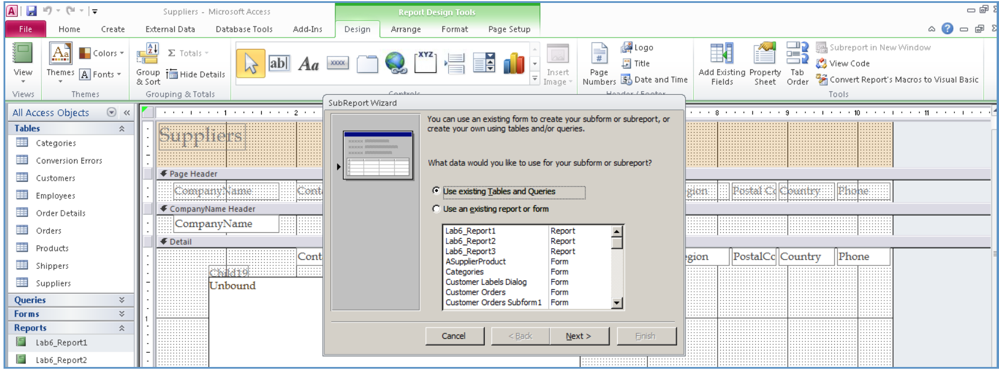 Suppliers - Microsoft Access
Report Design Tools
File Home Create External Data Database Tools Add-Ins Design Arrange Format Page Setup
View
Views
Themes
Colors
Fonts
Themes
Group & Sort
Totals
Hide Details
Grouping & Totals
ab|
Aa
XXXX
XYZ
Controls
Insert Image
Page Numbers
Logo
Title
Date and Time
Header / Footer
Add Existing Fields
Property Sheet
Tab Order
Subreport in New Window
View Code
Convert Report's Macros to Visual Basic
Tools
All Access Objects
Tables
Categories
Conversion Errors
Customers
Employees
Order Details
Orders
Products
Shippers
Suppliers
Queries
Forms
Reports
Lab6_Report1
Lab6_Report2
1 2 8 9 10 11
Suppliers
Page Header
CompanyName Conta gion Postal Co Country Phone
CompanyName Header
CompanyName
Detail
Cont egion PostalCo Country Phone
Child19
Unbound
1
SubReport Wizard
You can use an existing form to create your subform or subreport, or
create your own using tables and/or queries.
What data would you like to use for your subform or subreport?
Use existing Tables and Queries
Use an existing report or form
Lab6_Report1 Report
Lab6_Report2 Report
Lab6_Report3 Report
ASupplierProduct Form
Categories Form
Customer Labels Dialog Form
Customer Orders Form
Customer Orders Subform1 Form
Cancel < Back Next > Finish